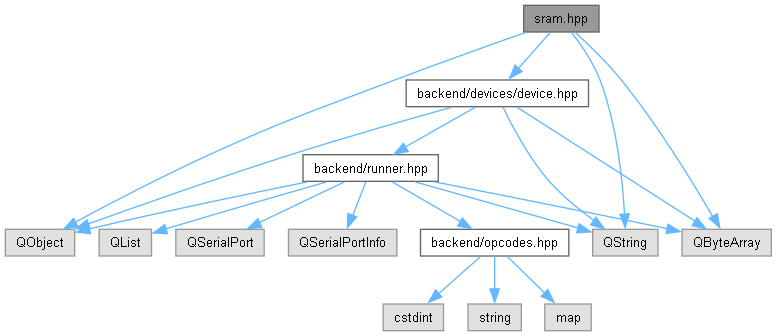 sram.hpp
backend/devices/device.hpp
backend/runner.hpp
QObject
QList
QSerialPort
QSerialPortInfo
backend/opcodes.hpp
QString
QByteArray
cstdint
string
map